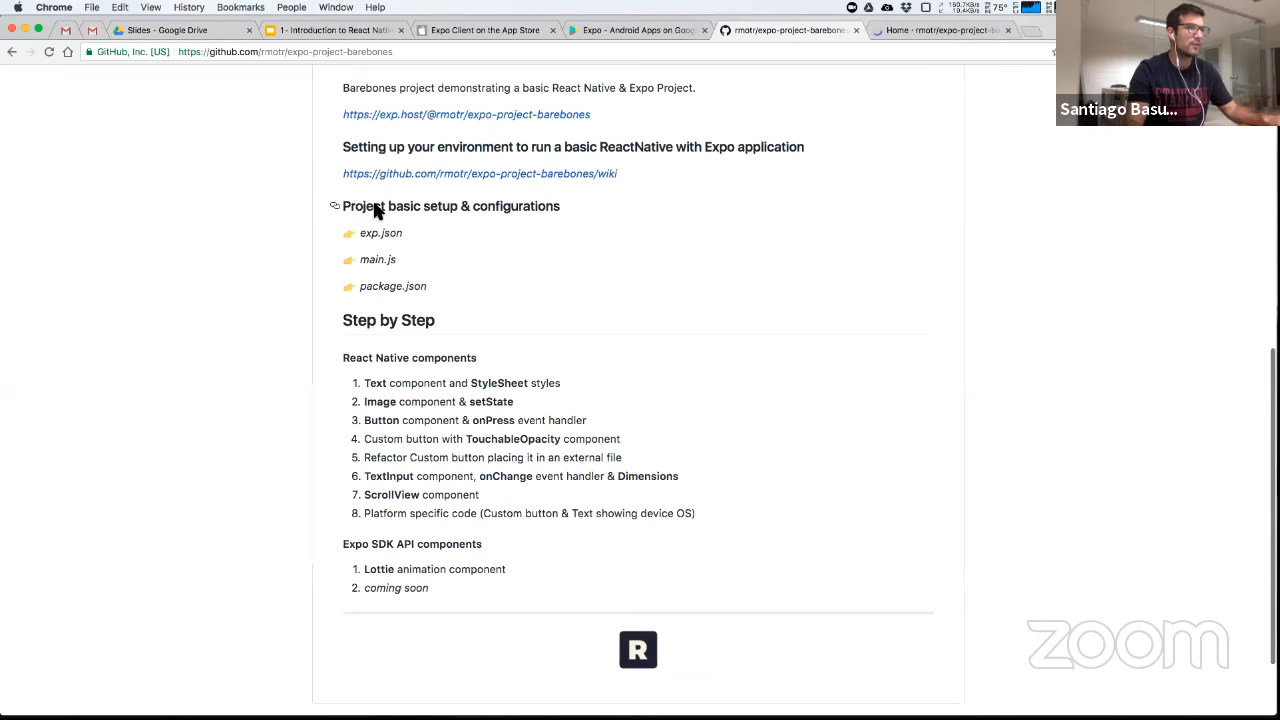 Chrome File Edit View History Bookmarks People Window Help
150.7KB/s
19.4KB/s
75°
Slides - Google Drive
1- Introduction to React Native
Expo Client on the App Store
Expo - Android Apps on Goog
rmotr/expo-project-barebones
Home · rmotr/expo-project-ba
GitHub, Inc. [US] https://github.com/rmotr/expo-project-barebones
Santiago Basu...
Barebones project demonstrating a basic React Native & Expo Project.
https://exp.host/@rmotr/expo-project-barebones
Setting up your environment to run a basic ReactNative with Expo application
https://github.com/rmotr/expo-project-barebones/wiki
Project basic setup & configurations
👉 exp.json
👉 main.js
👉 package.json
Step by Step
React Native components
1. Text component and StyleSheet styles
2. Image component & setState
3. Button component & onPress event handler
4. Custom button with TouchableOpacity component
5. Refactor Custom button placing it in an external file
6. TextInput component, onChange event handler & Dimensions
7. ScrollView component
8. Platform specific code (Custom button & Text showing device OS)
Expo SDK API components
1. Lottie animation component
2. coming soon
R
zoom